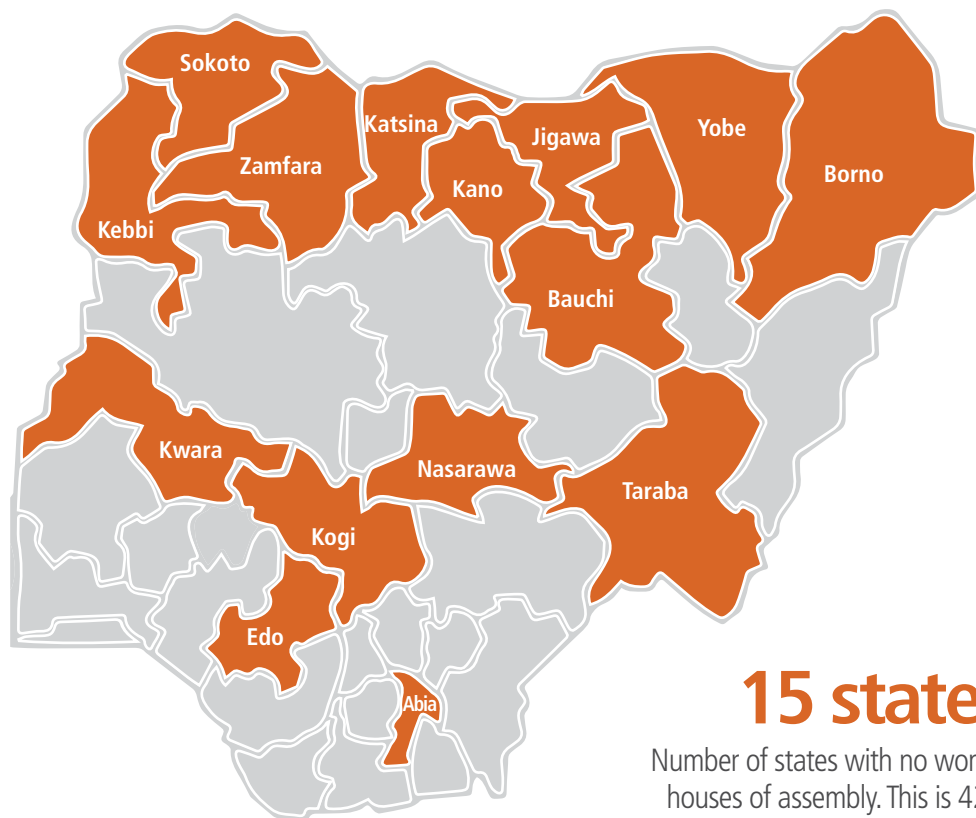 Sokoto
Katsina
Jigawa
Yobe
Zamfara
Kano
Borno
Kebbi
Bauchi
Kwara
Nasarawa
Taraba
Kogi
Edo
Abia
15 state
Number of states with no wor
houses of assembly. This is 42